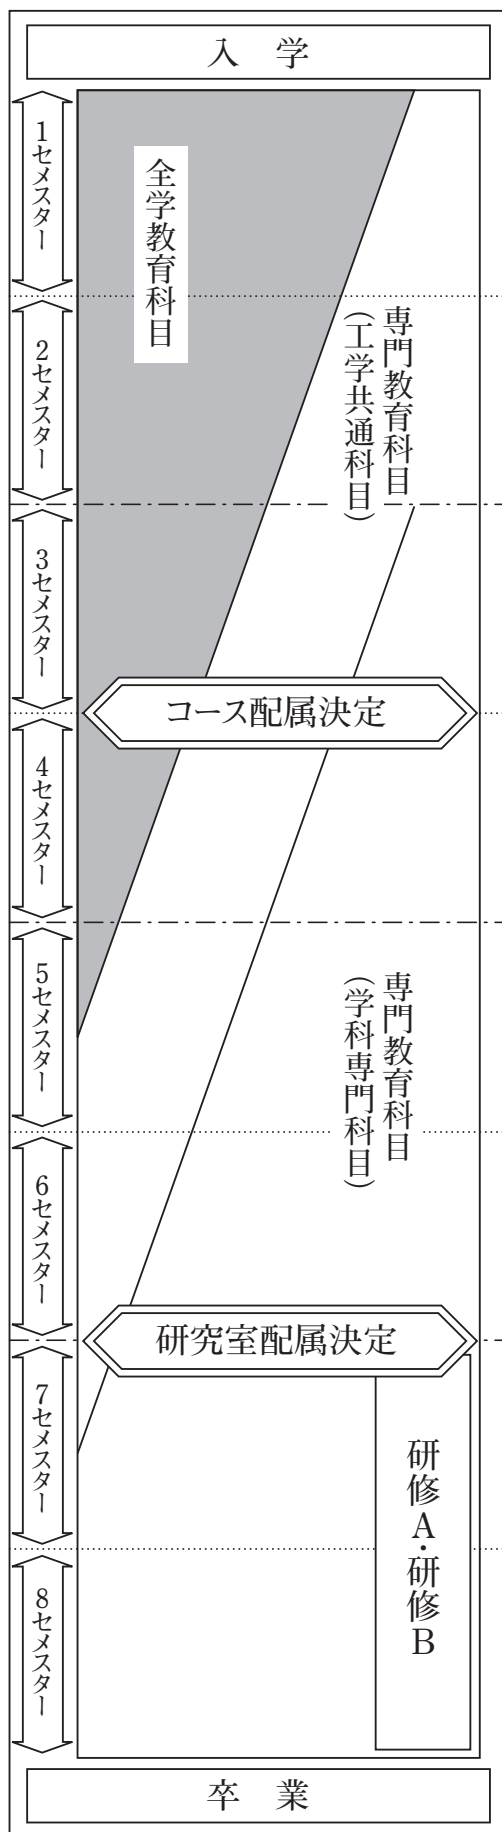 入 学
1セメスター
全学教育科目
2セメスター
専門教育科目
(工学共通科目)
3セメスター
コース配属決定
4セメスター
5セメスター
専門教育科目
(学科専門科目)
6セメスター
研究室配属決定
7セメスター
研修A・研修B
8セメスター
卒 業